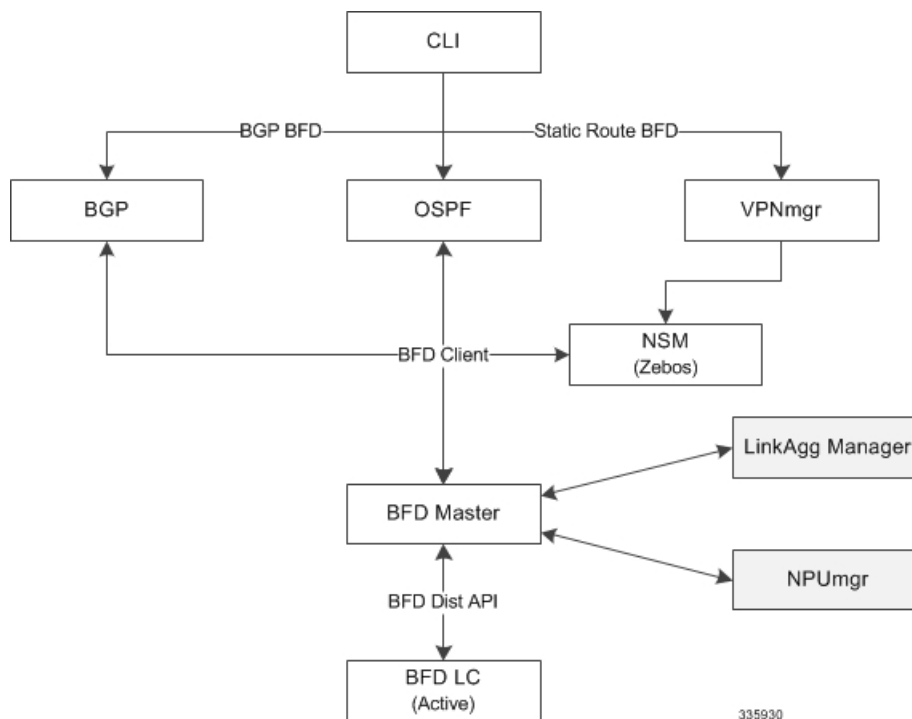 CLI
BGP BFD
Static Route BFD
BGP
OSPF
VPNmgr
NSM
(Zebos)
BFD Client
LinkAgg Manager
BFD Master
NPUmgr
BFD Dist API
BFD LC
(Active)
335930